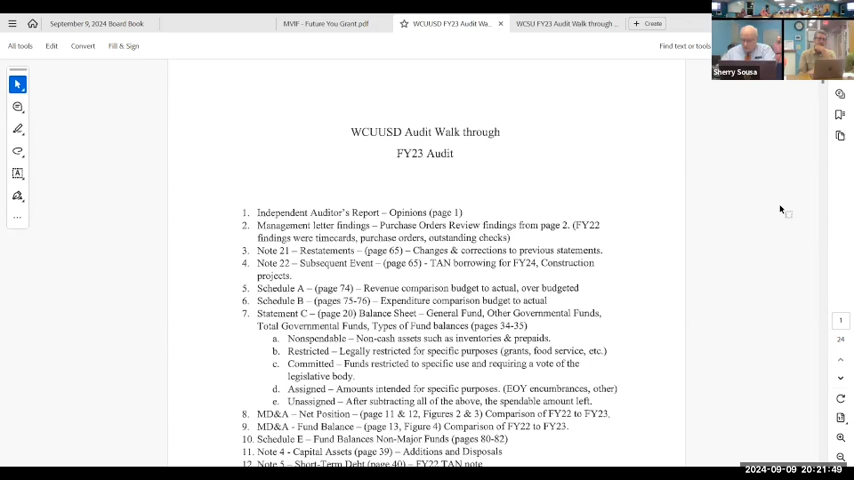 September 9, 2024 Board Book
MVIF - Future You Grant.pdf
WCUUSD FY23 Audit Wa...
WCSU FY23 Audit Walk through ...
+ Create
All tools
Edit
Convert
Fill & Sign
Find text or tools
Sherry Sousa
WCUUSD Audit Walk through
FY23 Audit
1. Independent Auditor's Report – Opinions (page 1)
2. Management letter findings – Purchase Orders Review findings from page 2. (FY22
findings were timecards, purchase orders, outstanding checks)
3. Note 21 – Restatements – (page 65) – Changes & corrections to previous statements.
4. Note 22 – Subsequent Event – (page 65) - TAN borrowing for FY24, Construction
projects.
5. Schedule A – (page 74) – Revenue comparison budget to actual, over budgeted
6. Schedule B – (pages 75-76) – Expenditure comparison budget to actual
7. Statement C – (page 20) Balance Sheet – General Fund, Other Governmental Funds,
Total Governmental Funds, Types of Fund balances (pages 34-35)
a. Nonspendable – Non-cash assets such as inventories & prepaids.
b. Restricted – Legally restricted for specific purposes (grants, food service, etc.)
c. Committed – Funds restricted to specific use and requiring a vote of the
legislative body.
d. Assigned – Amounts intended for specific purposes. (EOY encumbrances, other)
e. Unassigned – After subtracting all of the above, the spendable amount left.
8. MD&A – Net Position – (page 11 & 12, Figures 2 & 3) Comparison of FY22 to FY23.
9. MD&A - Fund Balance – (page 13, Figure 4) Comparison of FY22 to FY23.
10. Schedule E – Fund Balances Non-Major Funds (pages 80-82)
11. Note 4 - Capital Assets (page 39) – Additions and Disposals
12. Note 5 – Short-Term Debt (page 40) – FY22 TAN note
1
24
2024-09-09 20:21:49